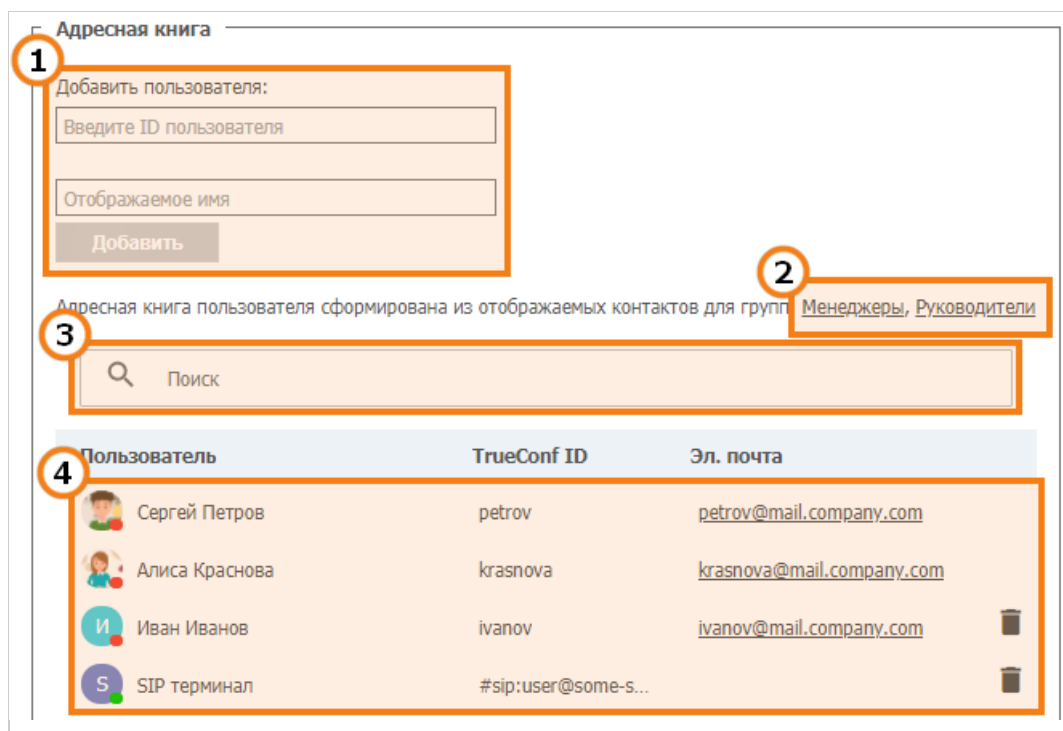 Адресная книга
1
Добавить пользователя:
Введите ID пользователя
Отображаемое имя
Добавить
2
Адресная книга пользователя сформирована из отображаемых контактов для групп Менеджеры, Руководители
3
Поиск
Пользователь TrueConf ID Эл. почта
4
Сергей Петров petrov petrov@mail.company.com
Алиса Краснова krasnova krasnova@mail.company.com
И Иван Иванов ivanov ivanov@mail.company.com
S SIP терминал #sip:user@some-s...